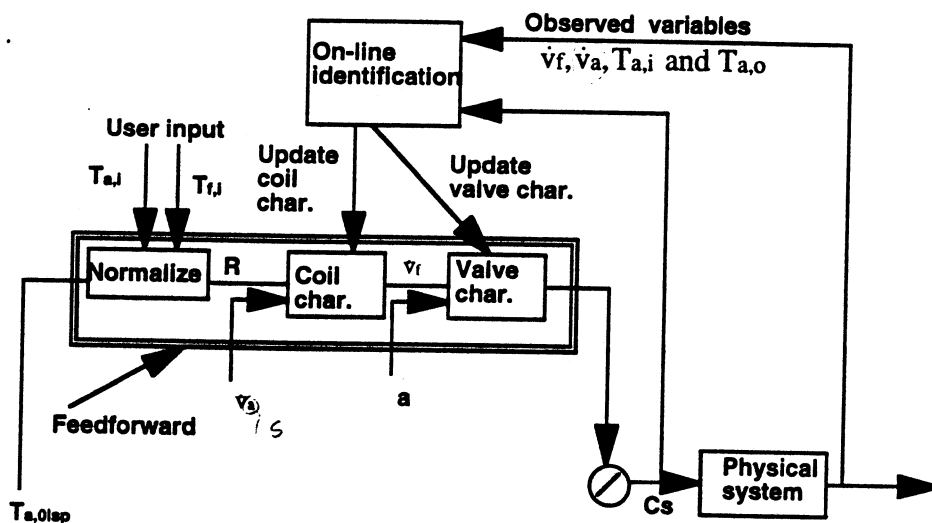 Observed variables
v̇f, v̇a, Ta,i and Ta,o
On-line
identification
User input
Ta,i
Tf,i
Update
coil
char.
Update
valve char.
Normalize
R
Coil
char.
v̇f
Valve
char.
v̇a
s
a
Feedforward
Cs
Physical
system
Ta,0lsp